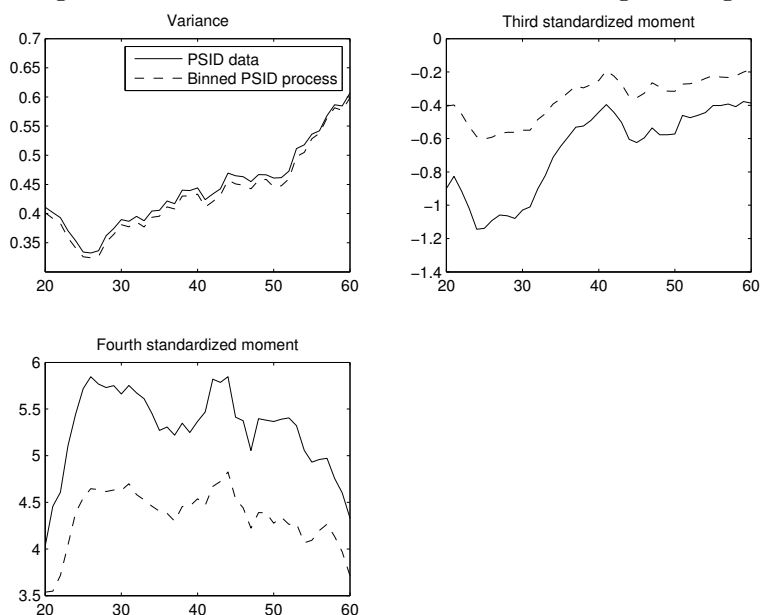 Variance
0.7
0.65
0.6
0.55
0.5
0.45
0.4
0.35
20 30 40 50 60
PSID data
Binned PSID process
Third standardized moment
0
−0.2
−0.4
−0.6
−0.8
−1
−1.2
−1.4
20 30 40 50 60
Fourth standardized moment
6
5.5
5
4.5
4
3.5
20 30 40 50 60